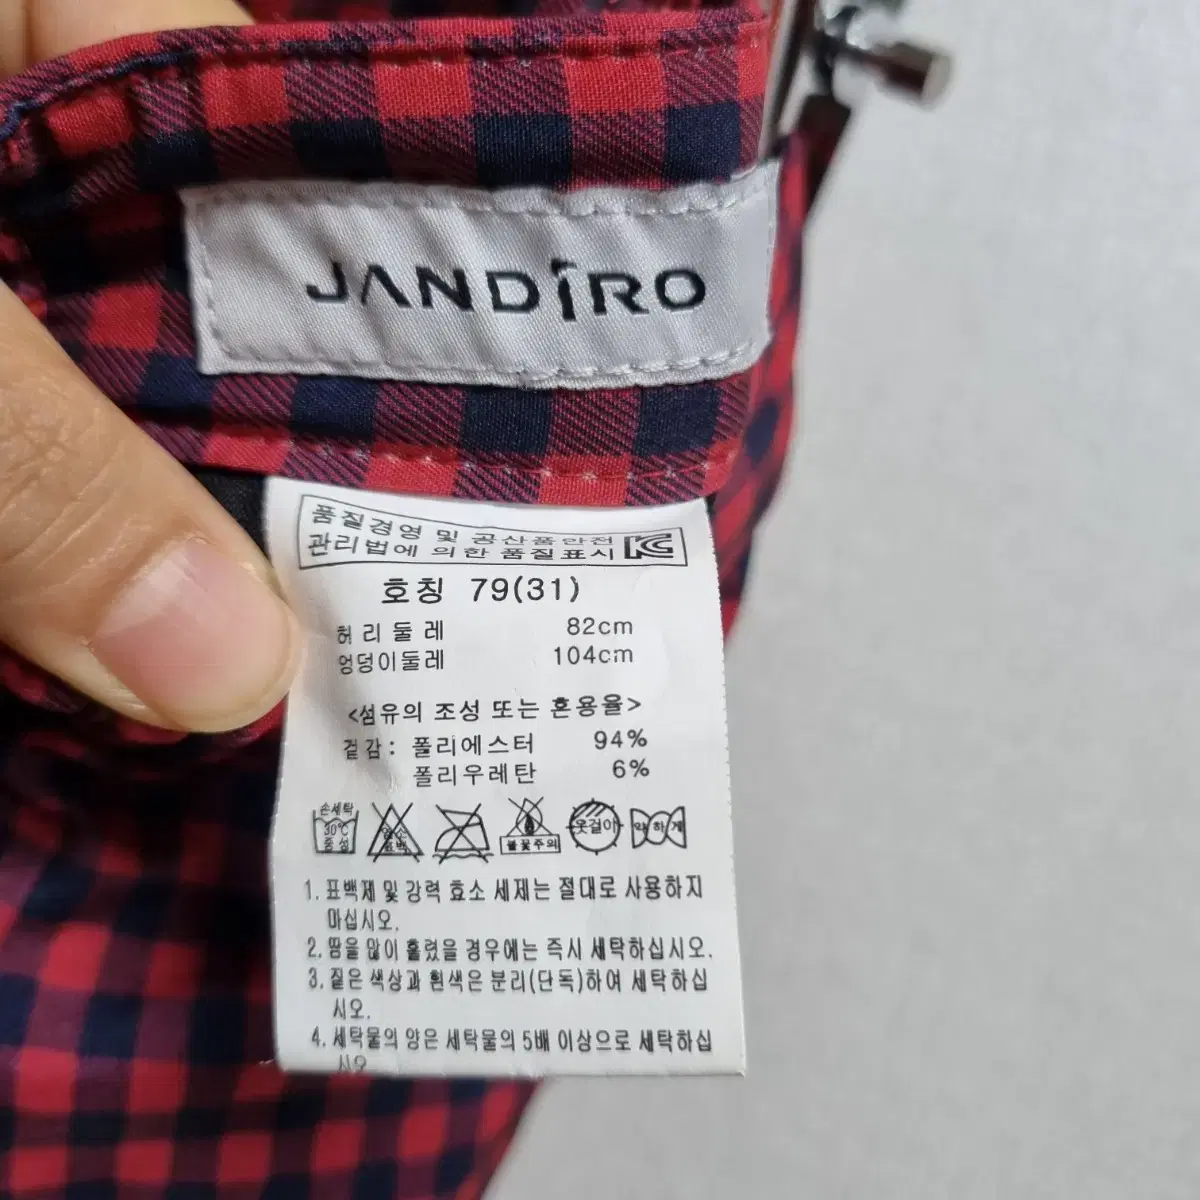 JANDIRO
품질경영 및 공산품안전
관리법에 의한 품질표시
호칭 79(31)
허리둘레 82cm
엉덩이둘레 104cm
<섬유의 조성 또는 혼용율>
겉감: 폴리에스터 94%
폴리우레탄 6%
손세탁
30℃
중성
염소
표백
불꽃주의
옷걸이
약하게
1. 표백제 및 강력 효소 세제는 절대로 사용하지
마십시오.
2. 땀을 많이 흘렸을 경우에는 즉시 세탁하십시오.
3. 짙은 색상과 흰색은 분리(단독)하여 세탁하십
시오.
4. 세탁물의 양은 세탁물의 5배 이상으로 세탁하십
시오